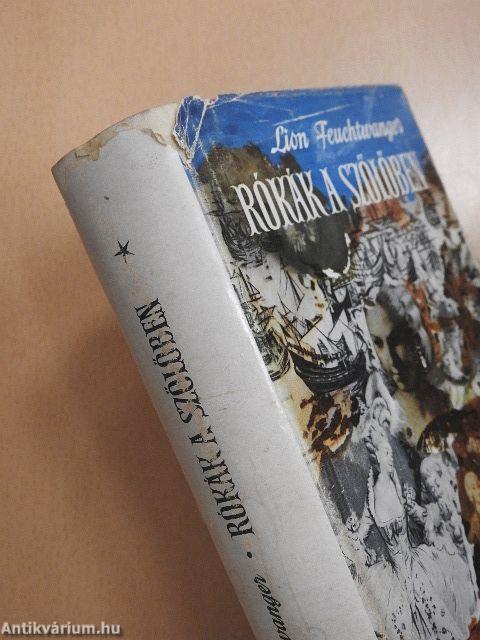 Lion Feuchtwanger
RÓKÁK A SZŐLŐBEN
RÓKÁK A SZŐLŐBEN
Antikvárium.hu